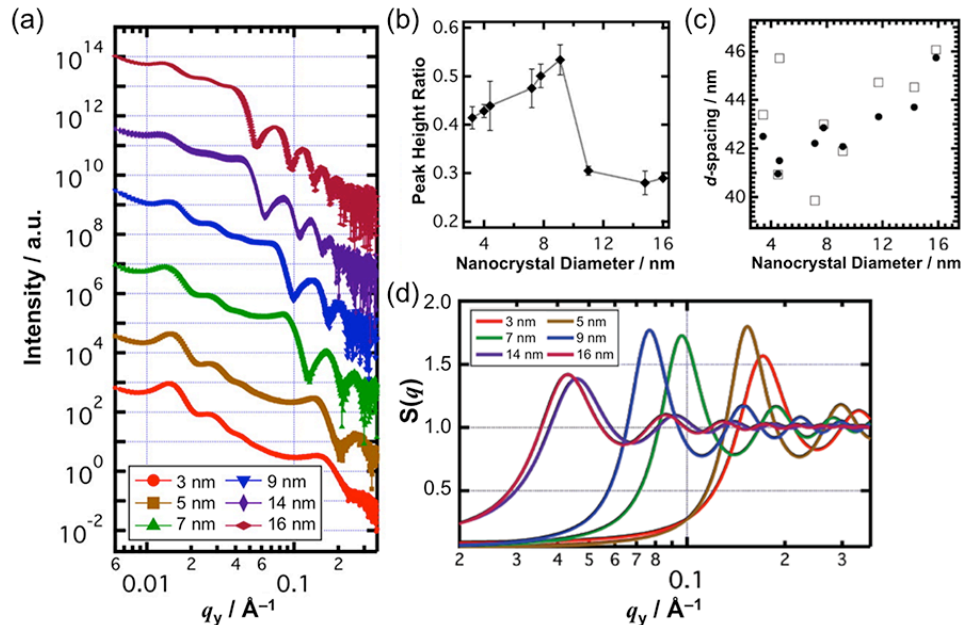 (a)
10^14
10^12
10^10
10^8
10^6
10^4
10^2
10^0
10^-2
Intensity / a.u.
3 nm 9 nm
5 nm 14 nm
7 nm 16 nm
6 0.01 2 4 6 0.1 2
q_y / Å^-1
(b)
0.6
0.5
0.4
0.3
0.2
Peak Height Ratio
4 8 12 16
Nanocrystal Diameter / nm
(c)
46
44
42
40
d-spacing / nm
4 8 12 16
Nanocrystal Diameter / nm
(d)
2.0
1.5
1.0
0.5
S(q)
3 nm 5 nm
7 nm 9 nm
14 nm 16 nm
2 3 4 5 6 7 8 0.1 2 3
q_y / Å^-1